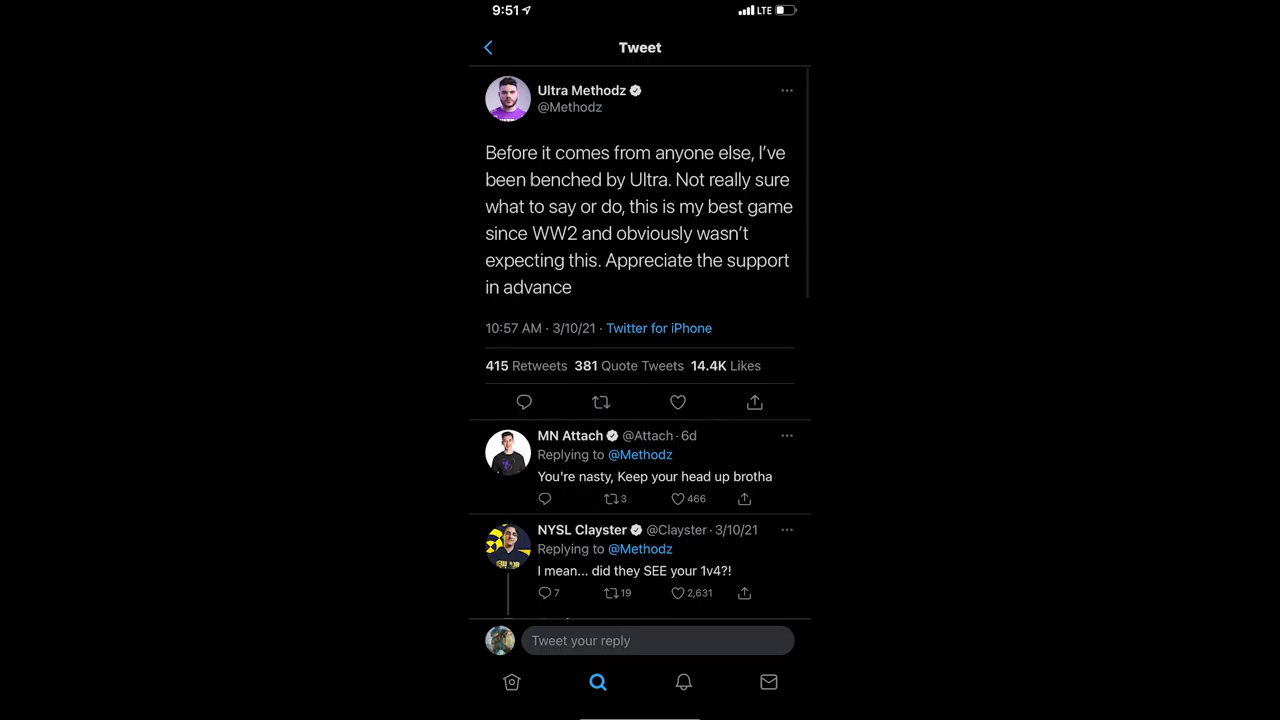 9:51
LTE
Tweet
Ultra Methodz
@Methodz
Before it comes from anyone else, I've
been benched by Ultra. Not really sure
what to say or do, this is my best game
since WW2 and obviously wasn't
expecting this. Appreciate the support
in advance
10:57 AM · 3/10/21 · Twitter for iPhone
415 Retweets 381 Quote Tweets 14.4K Likes
MN Attach @Attach · 6d
Replying to @Methodz
You're nasty, Keep your head up brotha
3 466
NYSL Clayster @Clayster · 3/10/21
Replying to @Methodz
I mean... did they SEE your 1v4?!
7 19 2,631
Tweet your reply